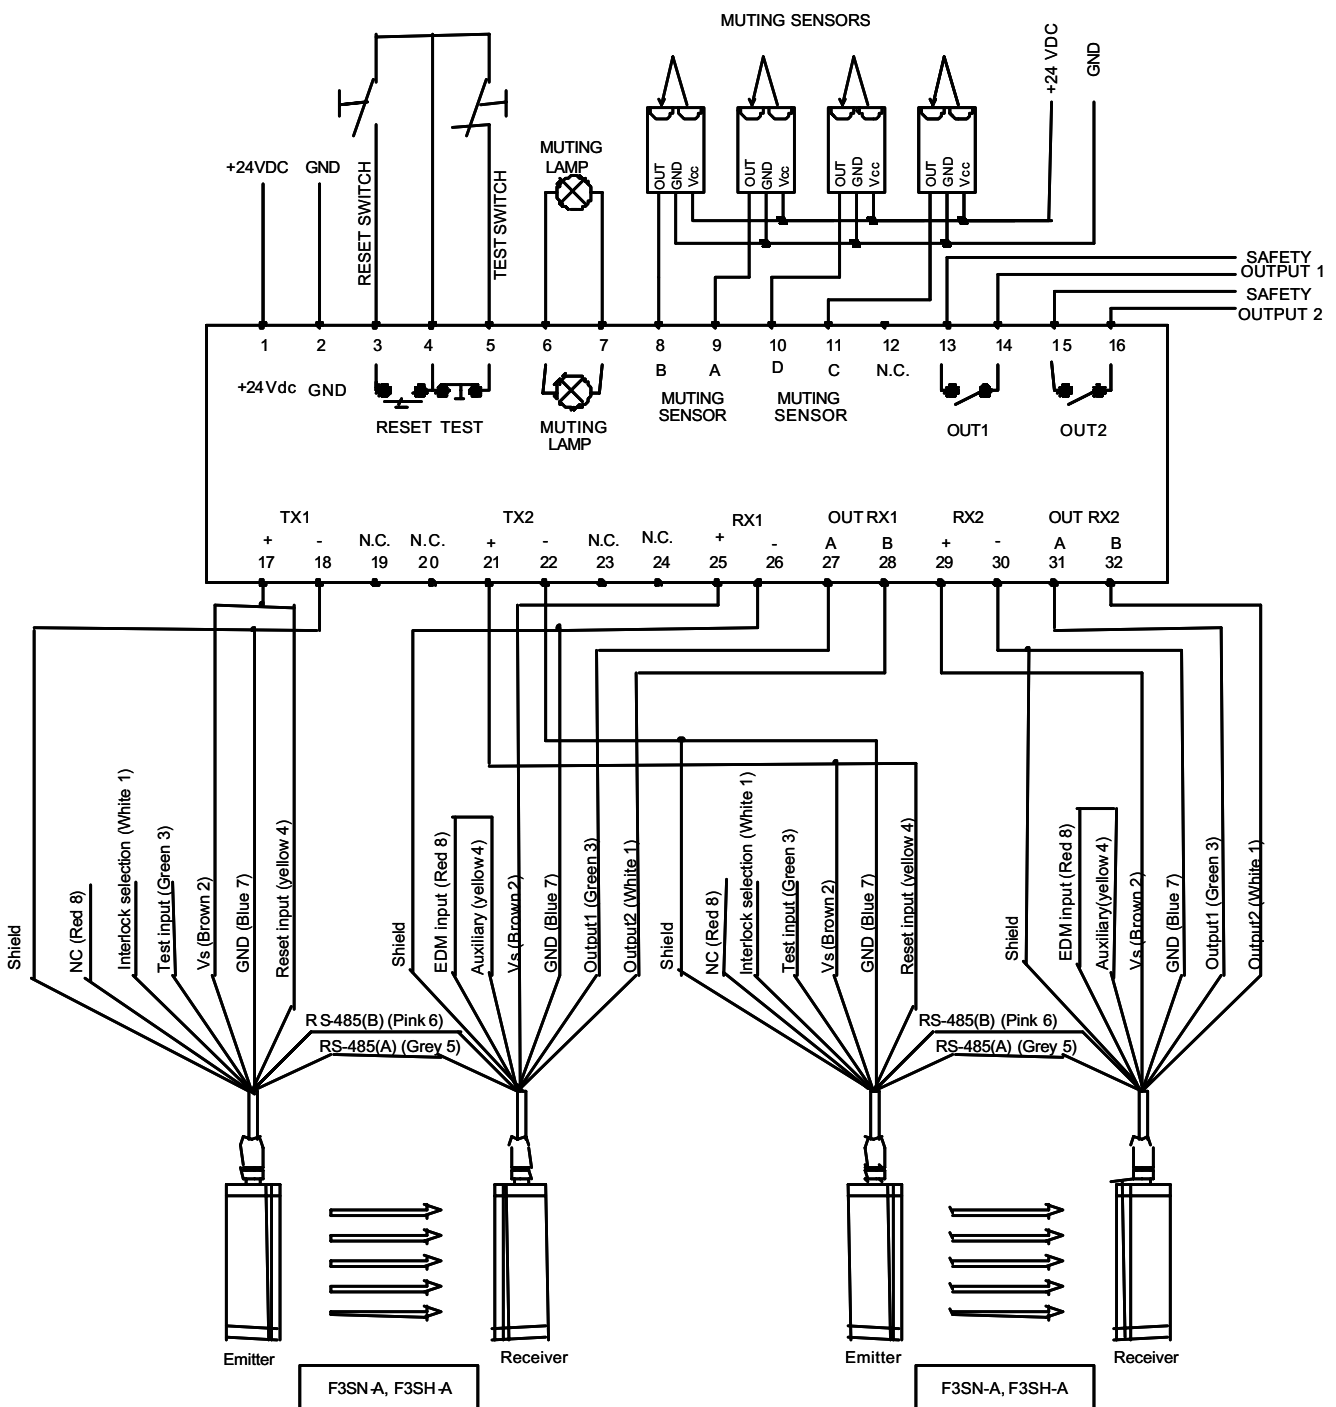 MUTING SENSORS
+24 VDC
GND
+24VDC
GND
RESET SWITCH
TEST SWITCH
MUTING
LAMP
OUT
GND
Vcc
OUT
GND
Vcc
OUT
GND
Vcc
OUT
GND
Vcc
SAFETY
OUTPUT 1
SAFETY
OUTPUT 2
1 2 3 4 5 6 7 8 9 10 11 12 13 14 15 16
+24Vdc GND
B A D C N.C.
MUTING
SENSOR
MUTING
SENSOR
RESET TEST
MUTING
LAMP
OUT1
OUT2
TX1 TX2 RX1 OUT RX1 RX2 OUT RX2
+ - N.C. N.C. + - N.C. N.C. + - A B + - A B
17 18 19 20 21 22 23 24 25 26 27 28 29 30 31 32
Shield
NC (Red 8)
Interlock selection (White 1)
Test input (Green 3)
Vs (Brown 2)
GND (Blue 7)
Reset input (yellow 4)
Shield
EDM input (Red 8)
Auxiliary (yellow 4)
Vs (Brown 2)
GND (Blue 7)
Output1 (Green 3)
Output2 (White 1)
Shield
NC (Red 8)
Interlock selection (White 1)
Test input (Green 3)
Vs (Brown 2)
GND (Blue 7)
Reset input (yellow 4)
Shield
EDM input (Red 8)
Auxiliary(yellow 4)
Vs (Brown 2)
GND (Blue 7)
Output1 (Green 3)
Output2 (White 1)
RS-485(B) (Pink 6)
RS-485(A) (Grey 5)
RS-485(B) (Pink 6)
RS-485(A) (Grey 5)
Emitter
Receiver
Emitter
Receiver
F3SN-A, F3SH-A
F3SN-A, F3SH-A